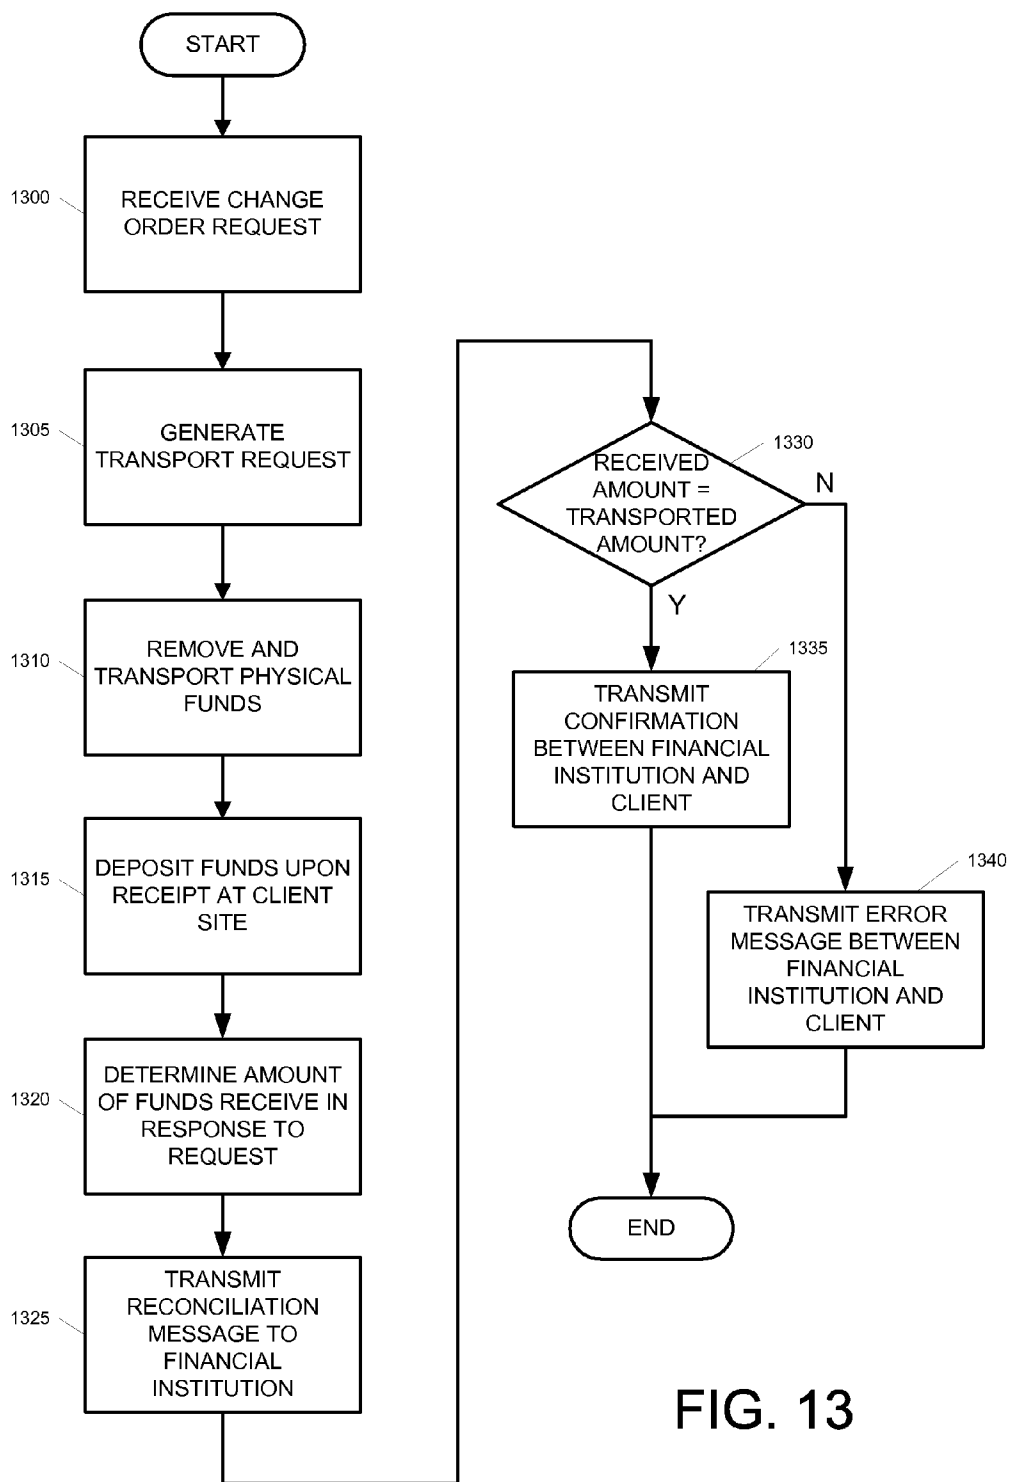 START
1300
RECEIVE CHANGE
ORDER REQUEST
1305
GENERATE
TRANSPORT REQUEST
1310
REMOVE AND
TRANSPORT PHYSICAL
FUNDS
1315
DEPOSIT FUNDS UPON
RECEIPT AT CLIENT
SITE
1320
DETERMINE AMOUNT
OF FUNDS RECEIVE IN
RESPONSE TO
REQUEST
1325
TRANSMIT
RECONCILIATION
MESSAGE TO
FINANCIAL
INSTITUTION
1330
RECEIVED
AMOUNT =
TRANSPORTED
AMOUNT?
N
Y
1335
TRANSMIT
CONFIRMATION
BETWEEN FINANCIAL
INSTITUTION AND
CLIENT
1340
TRANSMIT ERROR
MESSAGE BETWEEN
FINANCIAL
INSTITUTION AND
CLIENT
END
FIG. 13